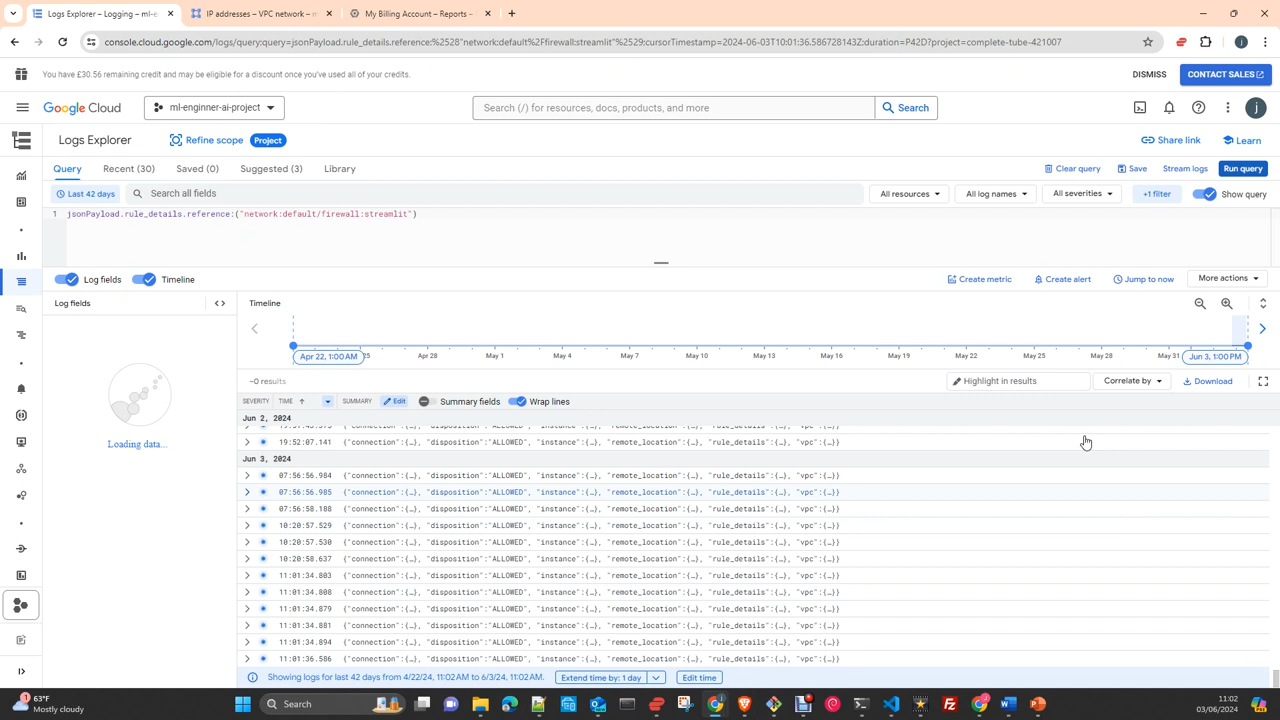 Logs Explorer – Logging – ml-e
IP addresses – VPC network – m
My Billing Account – Reports –
console.cloud.google.com/logs/query;query=jsonPayload.rule_details.reference:%2528"network:default%2Ffirewall:streamlit"%2529;cursorTimestamp=2024-06-03T10:01:36.586728143Z;duration=P42D?project=complete-tube-421007
You have £30.56 remaining credit and may be eligible for a discount once you've used all of your credits.
DISMISS
CONTACT SALES
Google Cloud
ml-enginner-ai-project
Search (/) for resources, docs, products, and more
Search
j
Logs Explorer
Refine scope
Project
Share link
Learn
Query
Recent (30)
Saved (0)
Suggested (3)
Library
Clear query
Save
Stream logs
Run query
Last 42 days
Search all fields
All resources
All log names
All severities
+1 filter
Show query
1 jsonPayload.rule_details.reference:("network:default/firewall:streamlit")
Log fields
Timeline
Create metric
Create alert
Jump to now
More actions
Log fields
Timeline
Apr 22, 1:00 AM
Apr 28
May 1
May 4
May 7
May 10
May 13
May 16
May 19
May 22
May 25
May 28
May 31
Jun 3, 1:00 PM
~0 results
Highlight in results
Correlate by
Download
SEVERITY TIME SUMMARY Edit Summary fields Wrap lines
Jun 2, 2024
19:52:07.141 {"connection":{…}, "disposition":"ALLOWED", "instance":{…}, "remote_location":{…}, "rule_details":{…}, "vpc":{…}}
Jun 3, 2024
07:56:56.984 {"connection":{…}, "disposition":"ALLOWED", "instance":{…}, "remote_location":{…}, "rule_details":{…}, "vpc":{…}}
07:56:56.985 {"connection":{…}, "disposition":"ALLOWED", "instance":{…}, "remote_location":{…}, "rule_details":{…}, "vpc":{…}}
07:56:58.188 {"connection":{…}, "disposition":"ALLOWED", "instance":{…}, "remote_location":{…}, "rule_details":{…}, "vpc":{…}}
10:20:57.529 {"connection":{…}, "disposition":"ALLOWED", "instance":{…}, "remote_location":{…}, "rule_details":{…}, "vpc":{…}}
10:20:57.530 {"connection":{…}, "disposition":"ALLOWED", "instance":{…}, "remote_location":{…}, "rule_details":{…}, "vpc":{…}}
10:20:58.637 {"connection":{…}, "disposition":"ALLOWED", "instance":{…}, "remote_location":{…}, "rule_details":{…}, "vpc":{…}}
11:01:34.803 {"connection":{…}, "disposition":"ALLOWED", "instance":{…}, "remote_location":{…}, "rule_details":{…}, "vpc":{…}}
11:01:34.808 {"connection":{…}, "disposition":"ALLOWED", "instance":{…}, "remote_location":{…}, "rule_details":{…}, "vpc":{…}}
11:01:34.879 {"connection":{…}, "disposition":"ALLOWED", "instance":{…}, "remote_location":{…}, "rule_details":{…}, "vpc":{…}}
11:01:34.881 {"connection":{…}, "disposition":"ALLOWED", "instance":{…}, "remote_location":{…}, "rule_details":{…}, "vpc":{…}}
11:01:34.894 {"connection":{…}, "disposition":"ALLOWED", "instance":{…}, "remote_location":{…}, "rule_details":{…}, "vpc":{…}}
11:01:36.586 {"connection":{…}, "disposition":"ALLOWED", "instance":{…}, "remote_location":{…}, "rule_details":{…}, "vpc":{…}}
Loading data...
Showing logs for last 42 days from 4/22/24, 11:02 AM to 6/3/24, 11:02 AM.
Extend time by: 1 day
Edit time
63°F
Mostly cloudy
Search
11:02
03/06/2024